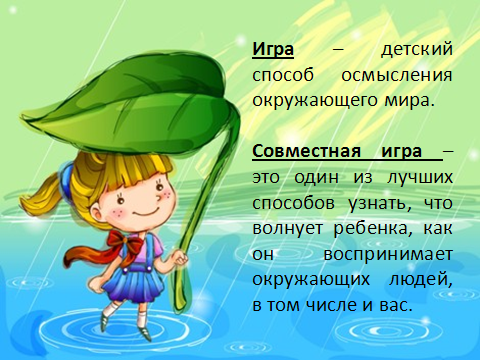 Игра – детский
способ осмысления
окружающего мира.
Совместная игра –
это один из лучших
способов узнать, что
волнует ребенка, как
он воспринимает
окружающих людей,
в том числе и вас.